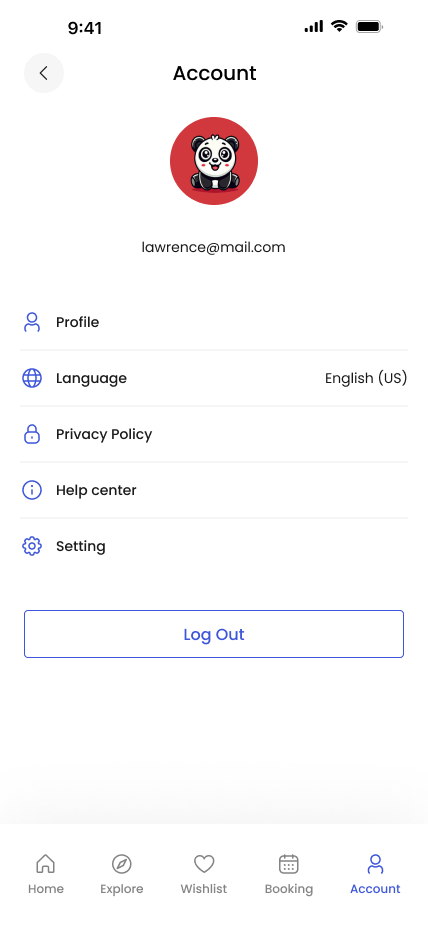 9:41
Account
lawrence@mail.com
Profile
Language English (US)
Privacy Policy
Help center
Setting
Log Out
Home Explore Wishlist Booking Account